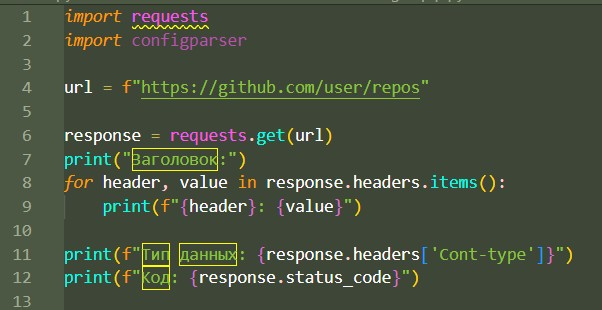 1 import requests
2 import configparser
3
4 url = f"https://github.com/user/repos"
5
6 response = requests.get(url)
7 print("Заголовок:")
8 for header, value in response.headers.items():
9     print(f"{header}: {value}")
10
11 print(f"Тип данных: {response.headers['Cont-type']}")
12 print(f"Код: {response.status_code}")
13